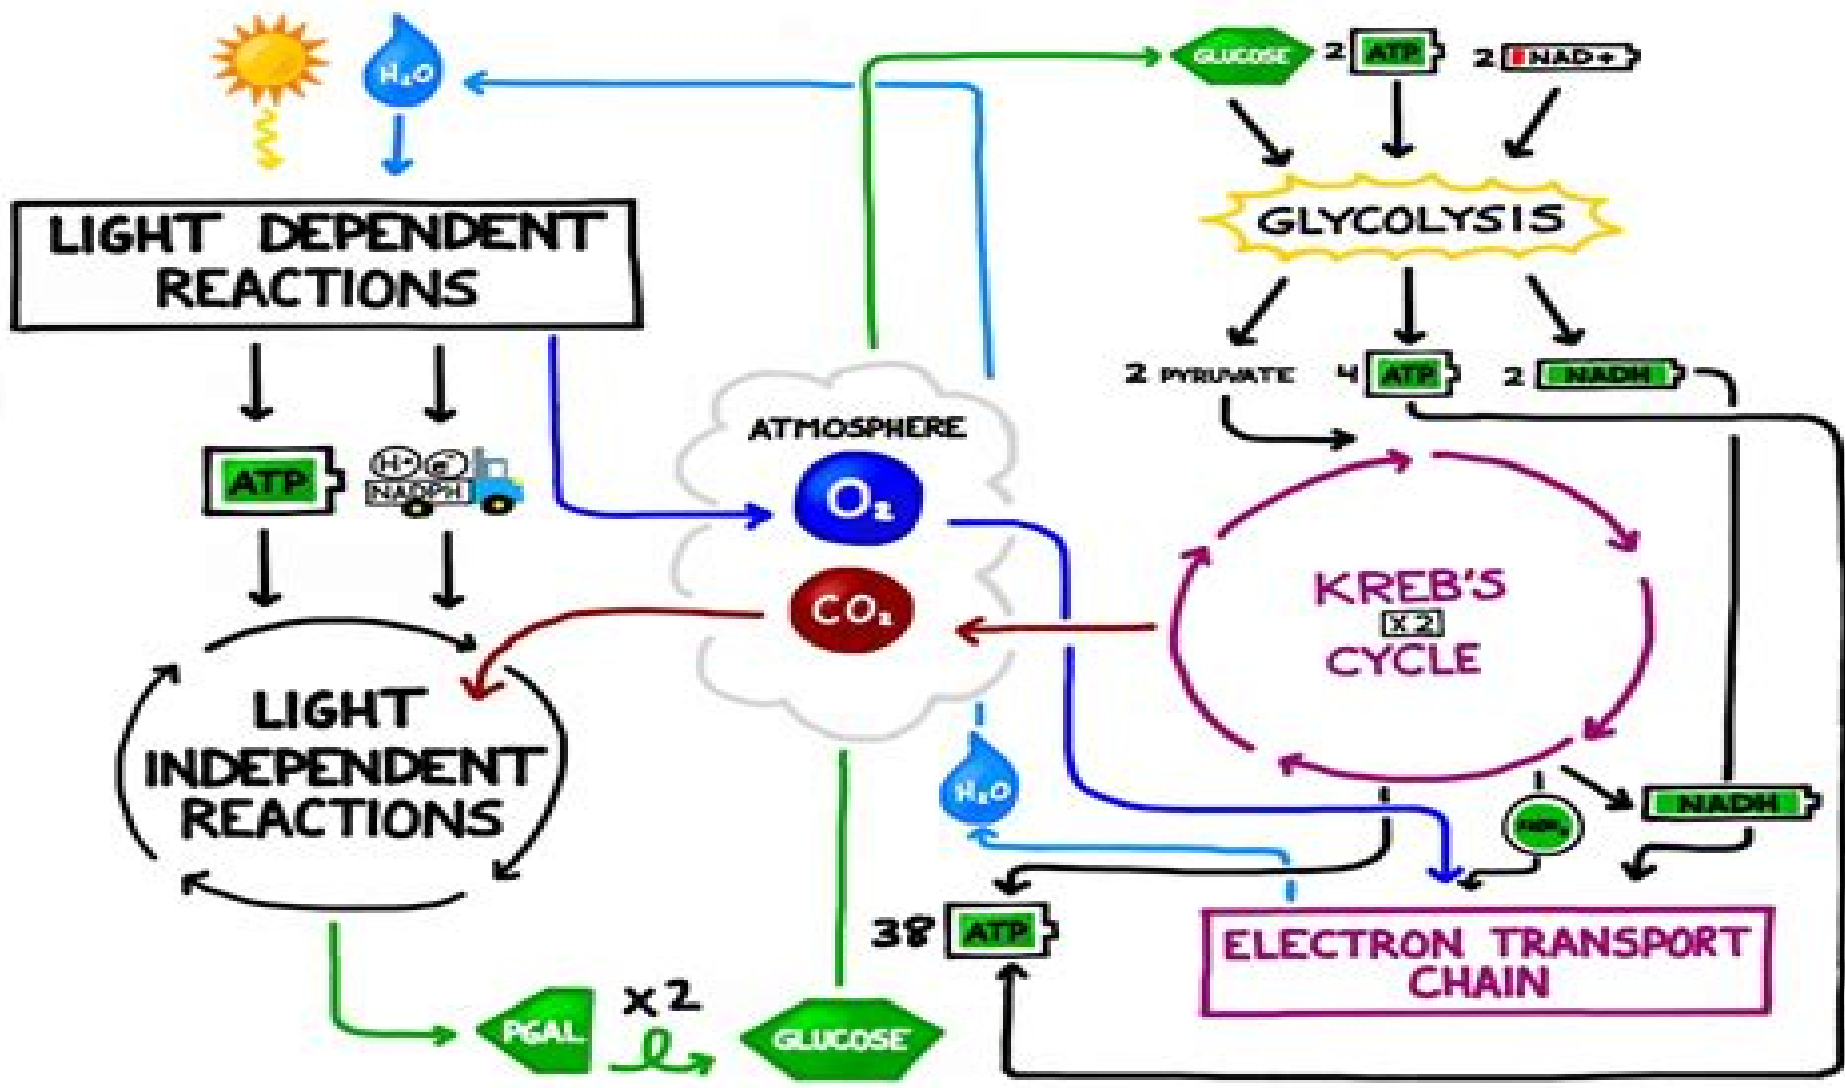 H₂O
GLUCOSE
2 ATP
2 NAD+
LIGHT DEPENDENT
REACTIONS
GLYCOLYSIS
2 PYRUVATE
4 ATP
2 NADH
ATMOSPHERE
ATP
H+ e⁻
NADPH
O₂
CO₂
KREB'S
X2
CYCLE
LIGHT
INDEPENDENT
REACTIONS
H₂O
NADH
38 ATP
ELECTRON TRANSPORT
CHAIN
PGAL
X2
GLUCOSE